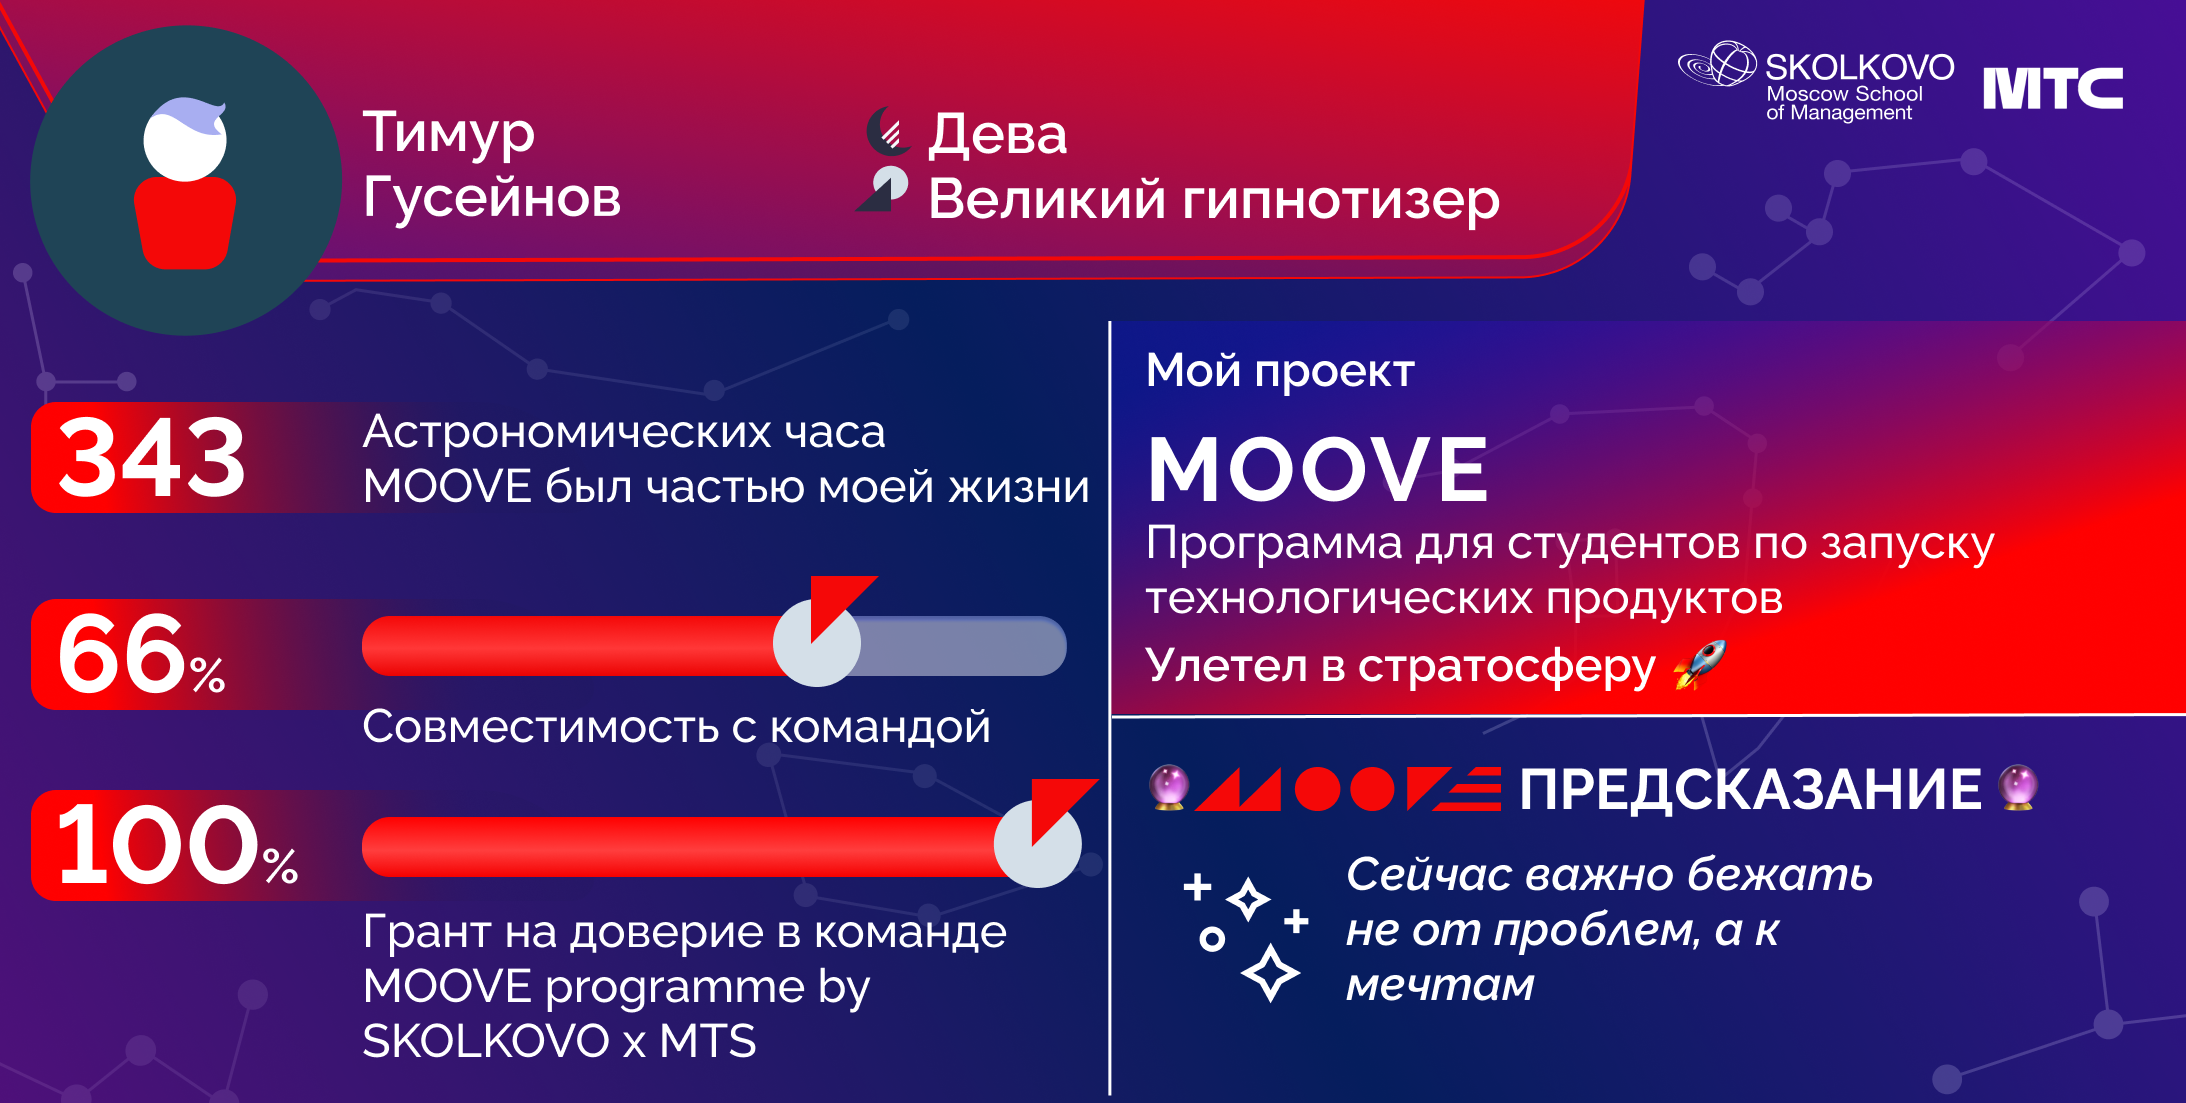 Тимур
Гусейнов
Дева
Великий гипнотизер
SKOLKOVO
Moscow School
of Management
МТС
343
Астрономических часа
MOOVE был частью моей жизни
66%
Совместимость с командой
100%
Грант на доверие в команде
MOOVE programme by
SKOLKOVO x MTS
Мой проект
MOOVE
Программа для студентов по запуску
технологических продуктов
Улетел в стратосферу 🚀
🔮 MOOVE ПРЕДСКАЗАНИЕ 🔮
Сейчас важно бежать
не от проблем, а к
мечтам